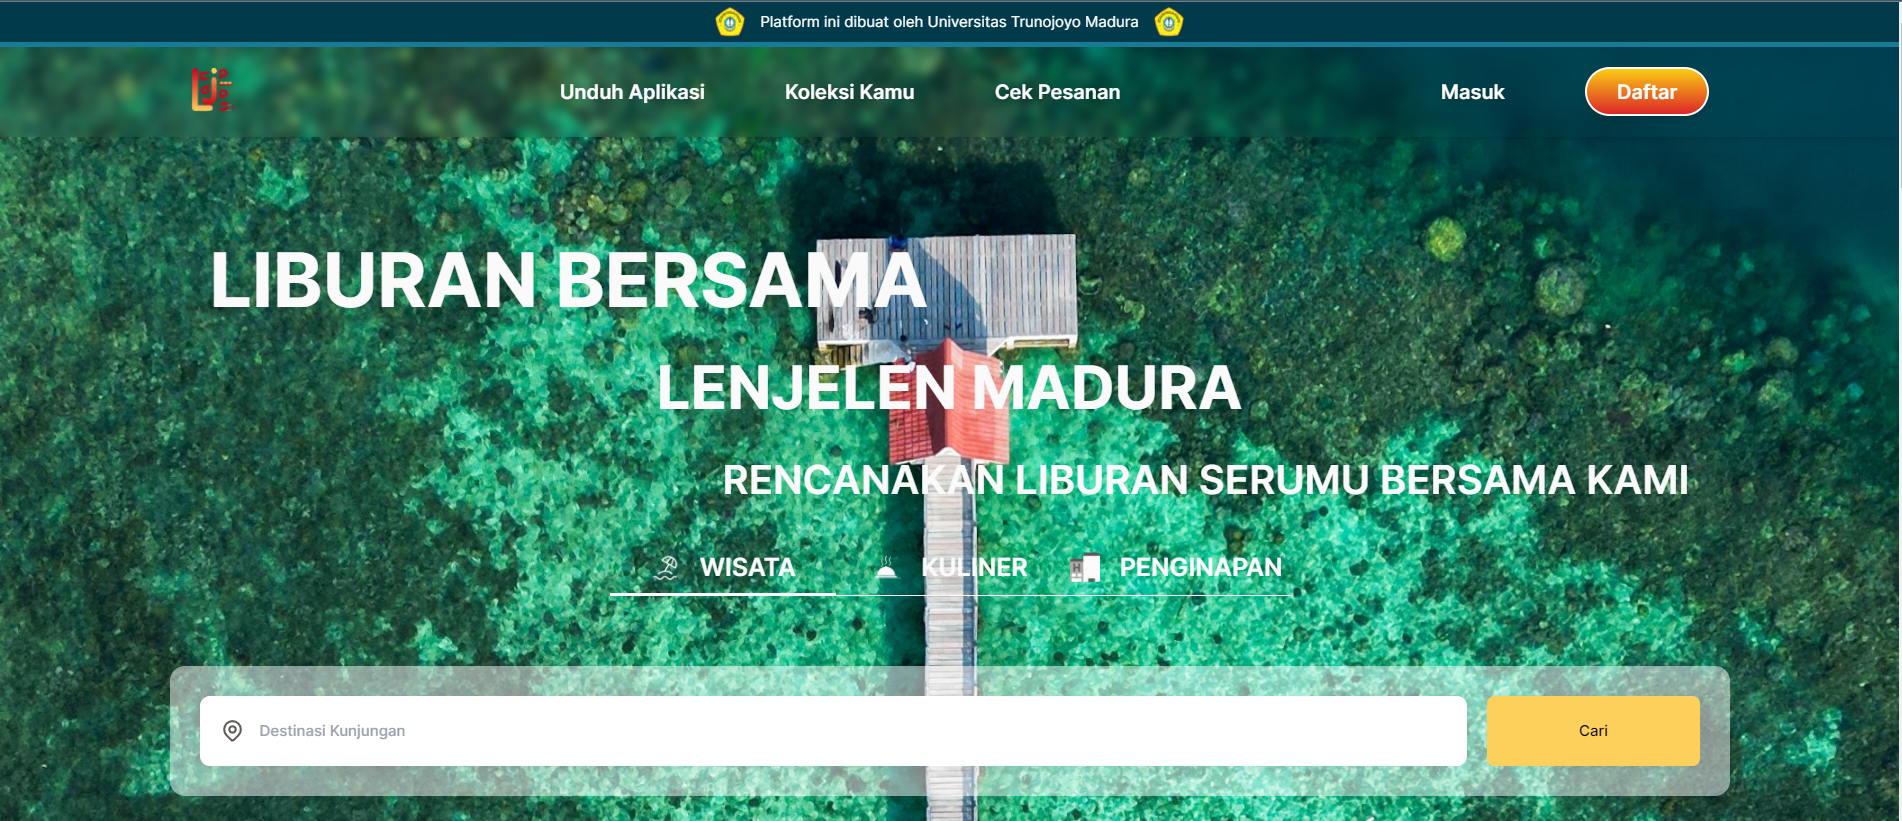 Platform ini dibuat oleh Universitas Trunojoyo Madura
Unduh Aplikasi
Koleksi Kamu
Cek Pesanan
Masuk
Daftar
LIBURAN BERSAMA
LENJELEN MADURA
RENCANAKAN LIBURAN SERUMU BERSAMA KAMI
WISATA
KULINER
PENGINAPAN
Destinasi Kunjungan
Cari